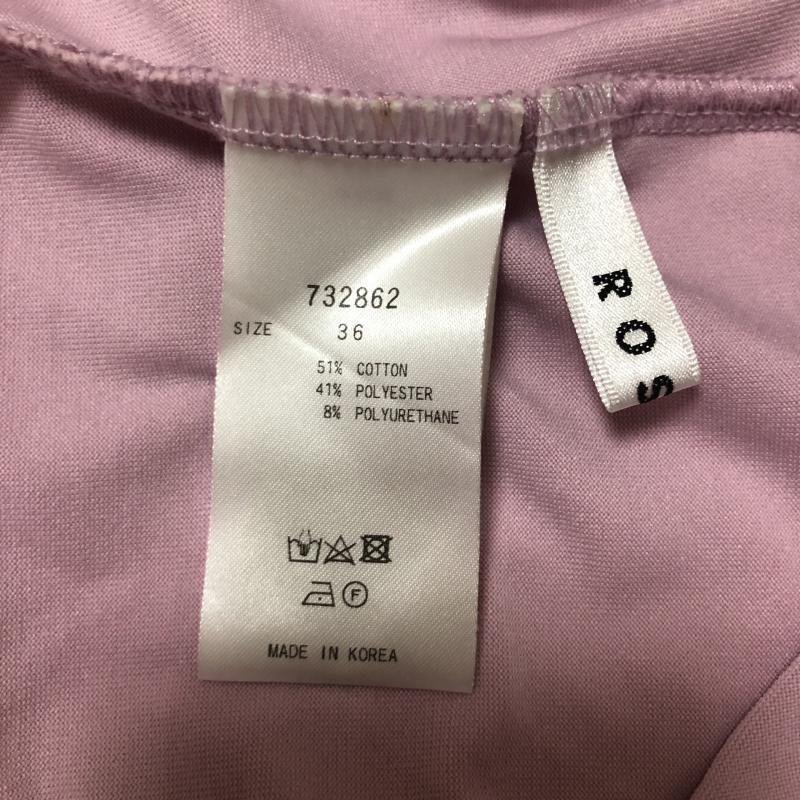 732862
SIZE 36
51% COTTON
41% POLYESTER
8% POLYURETHANE
F
MADE IN KOREA
ROS